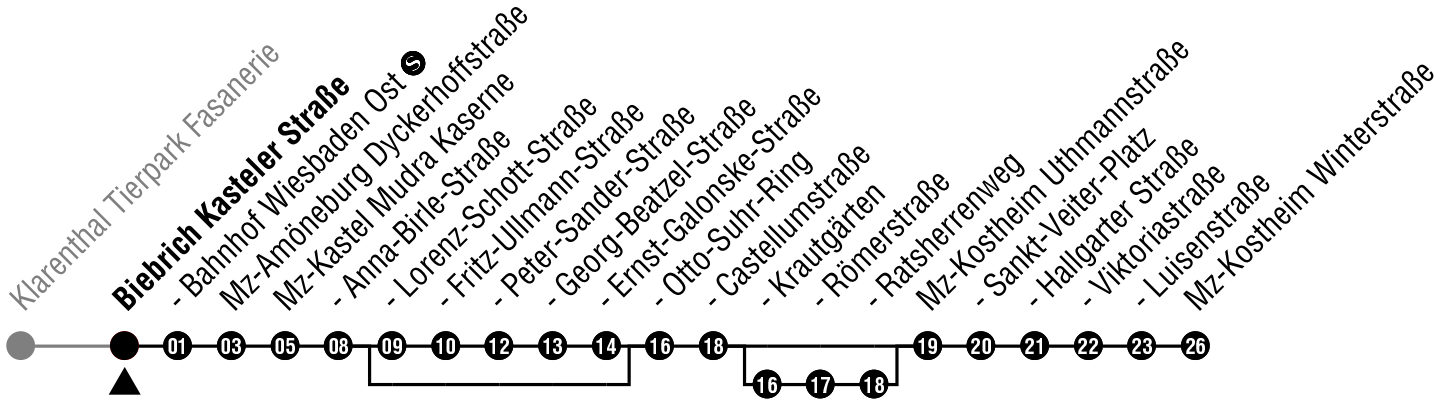 Klarenthal Tierpark Fasanerie
Biebrich Kasteler Straße
- Bahnhof Wiesbaden Ost S
Mz-Amöneburg Dyckerhoffstraße
Mz-Kastel Mudra Kaserne
- Anna-Birle-Straße
- Lorenz-Schott-Straße
- Fritz-Ullmann-Straße
- Peter-Sander-Straße
- Georg-Beatzel-Straße
- Ernst-Galonske-Straße
- Otto-Suhr-Ring
- Castellumstraße
- Krautgärten
- Römerstraße
- Ratsherrenweg
Mz-Kostheim Uthmannstraße
- Sankt-Veiter-Platz
- Hallgarter Straße
- Viktoriastraße
- Luisenstraße
Mz-Kostheim Winterstraße
01 03 05 08 09 10 12 13 14 16 18 19 20 21 22 23 26
16 17 18